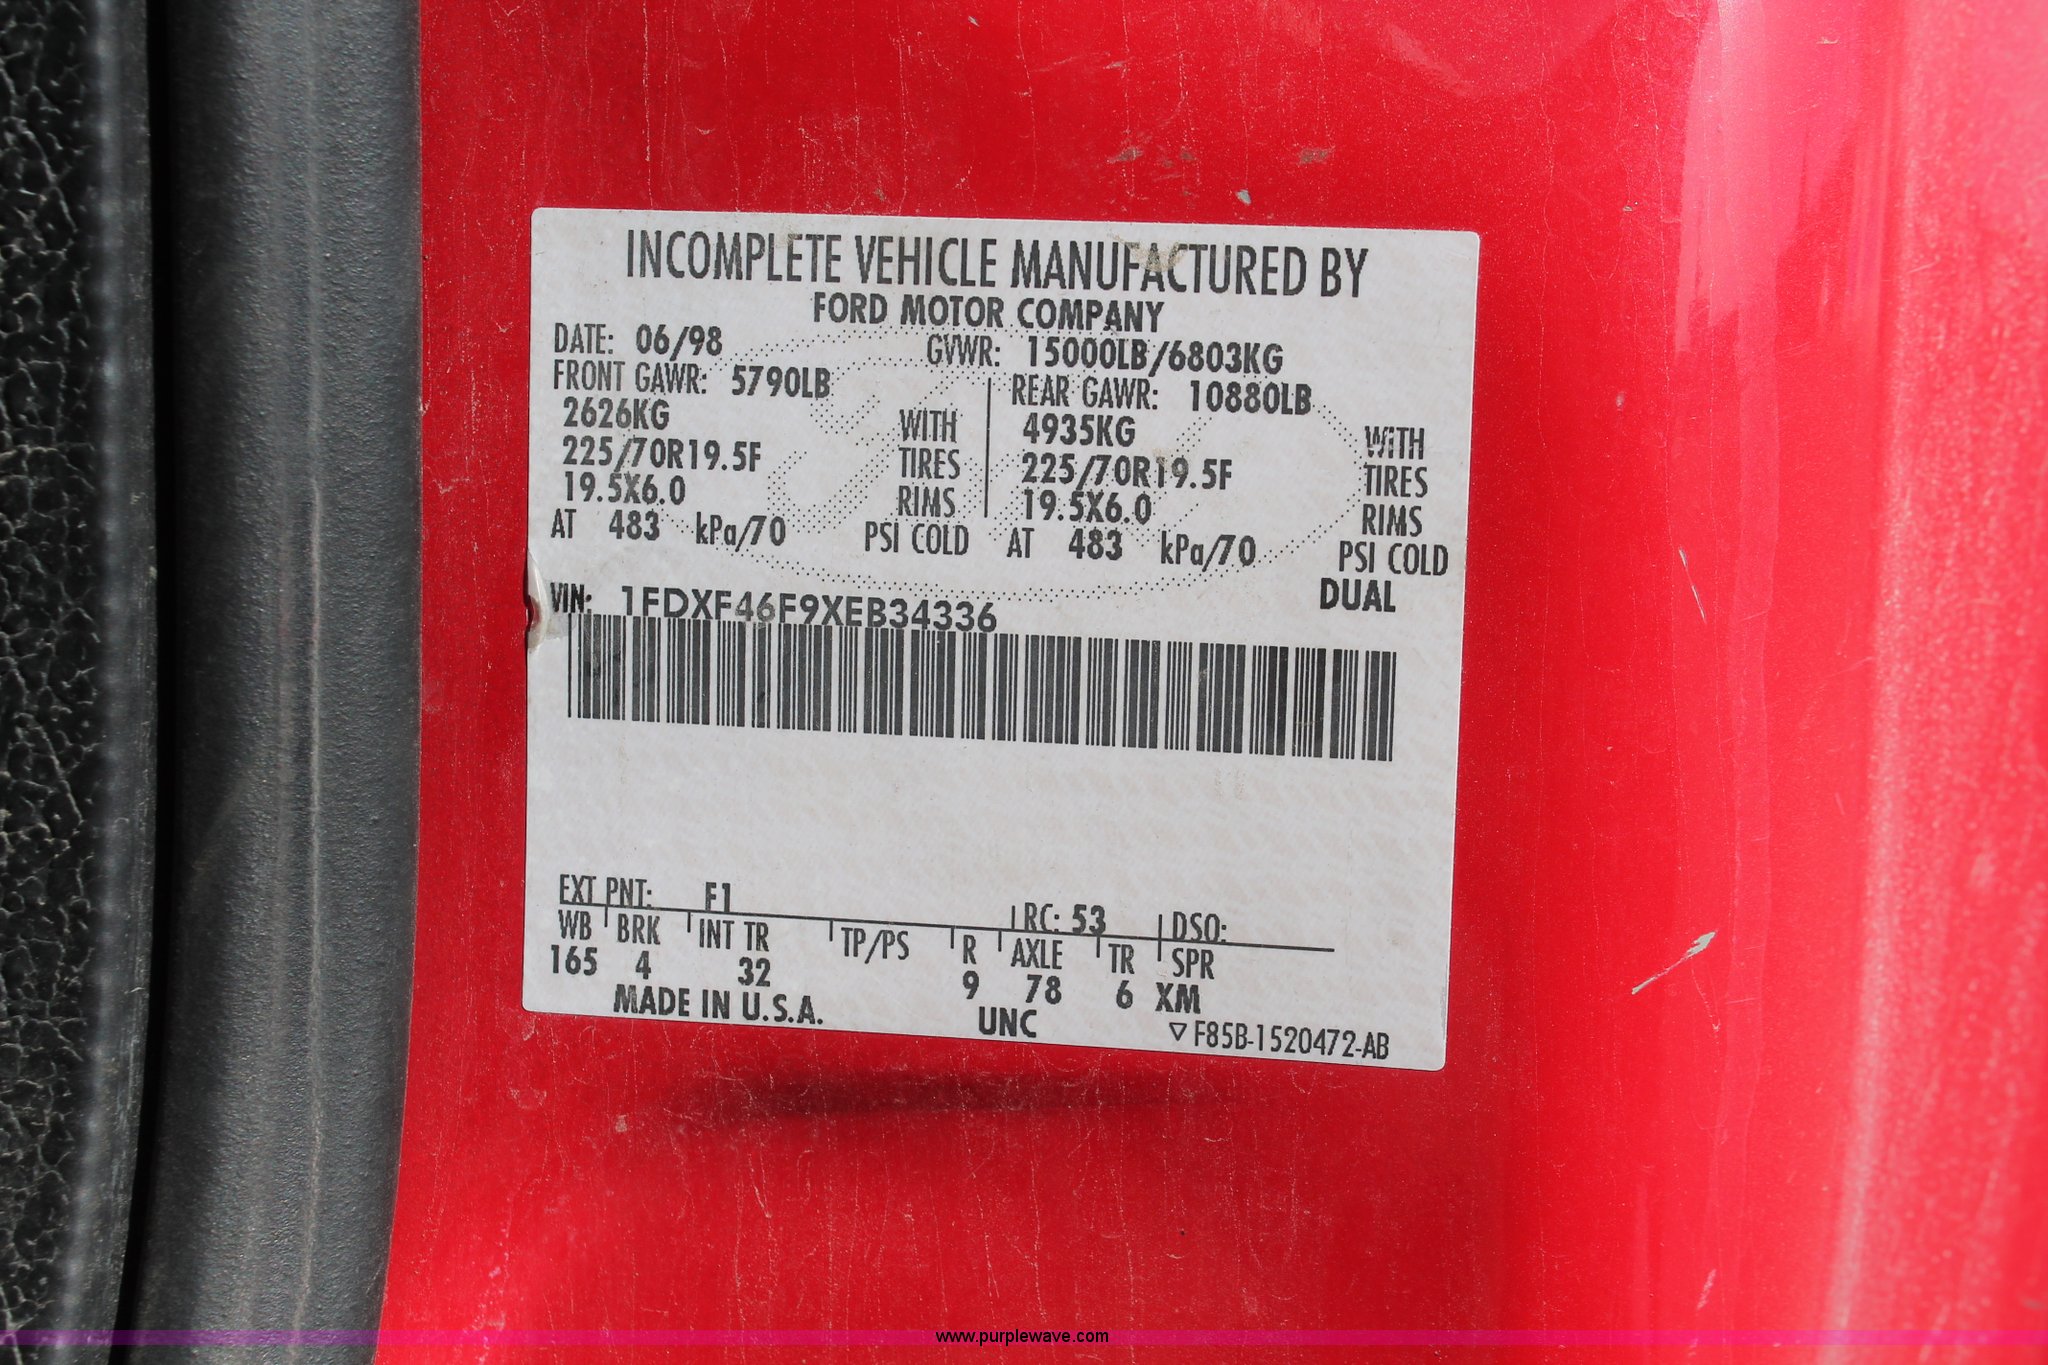 INCOMPLETE VEHICLE MANUFACTURED BY
FORD MOTOR COMPANY
DATE: 06/98 GVWR: 15000LB/6803KG
FRONT GAWR: 5790LB REAR GAWR: 10880LB
2626KG WITH 4935KG WITH
225/70R19.5F TIRES 225/70R19.5F TIRES
19.5X6.0 RIMS 19.5X6.0 RIMS
AT 483 kPa/70 PSI COLD AT 483 kPa/70 PSI COLD
DUAL
VIN: 1FDXF46F9XEB34336
EXT PNT: F1 RC: 53 DSO:
WB BRK INT TR TP/PS R AXLE TR SPR
165 4 32 9 78 6 XM
MADE IN U.S.A. UNC ▽ F85B-1520472-AB
www.purplewave.com